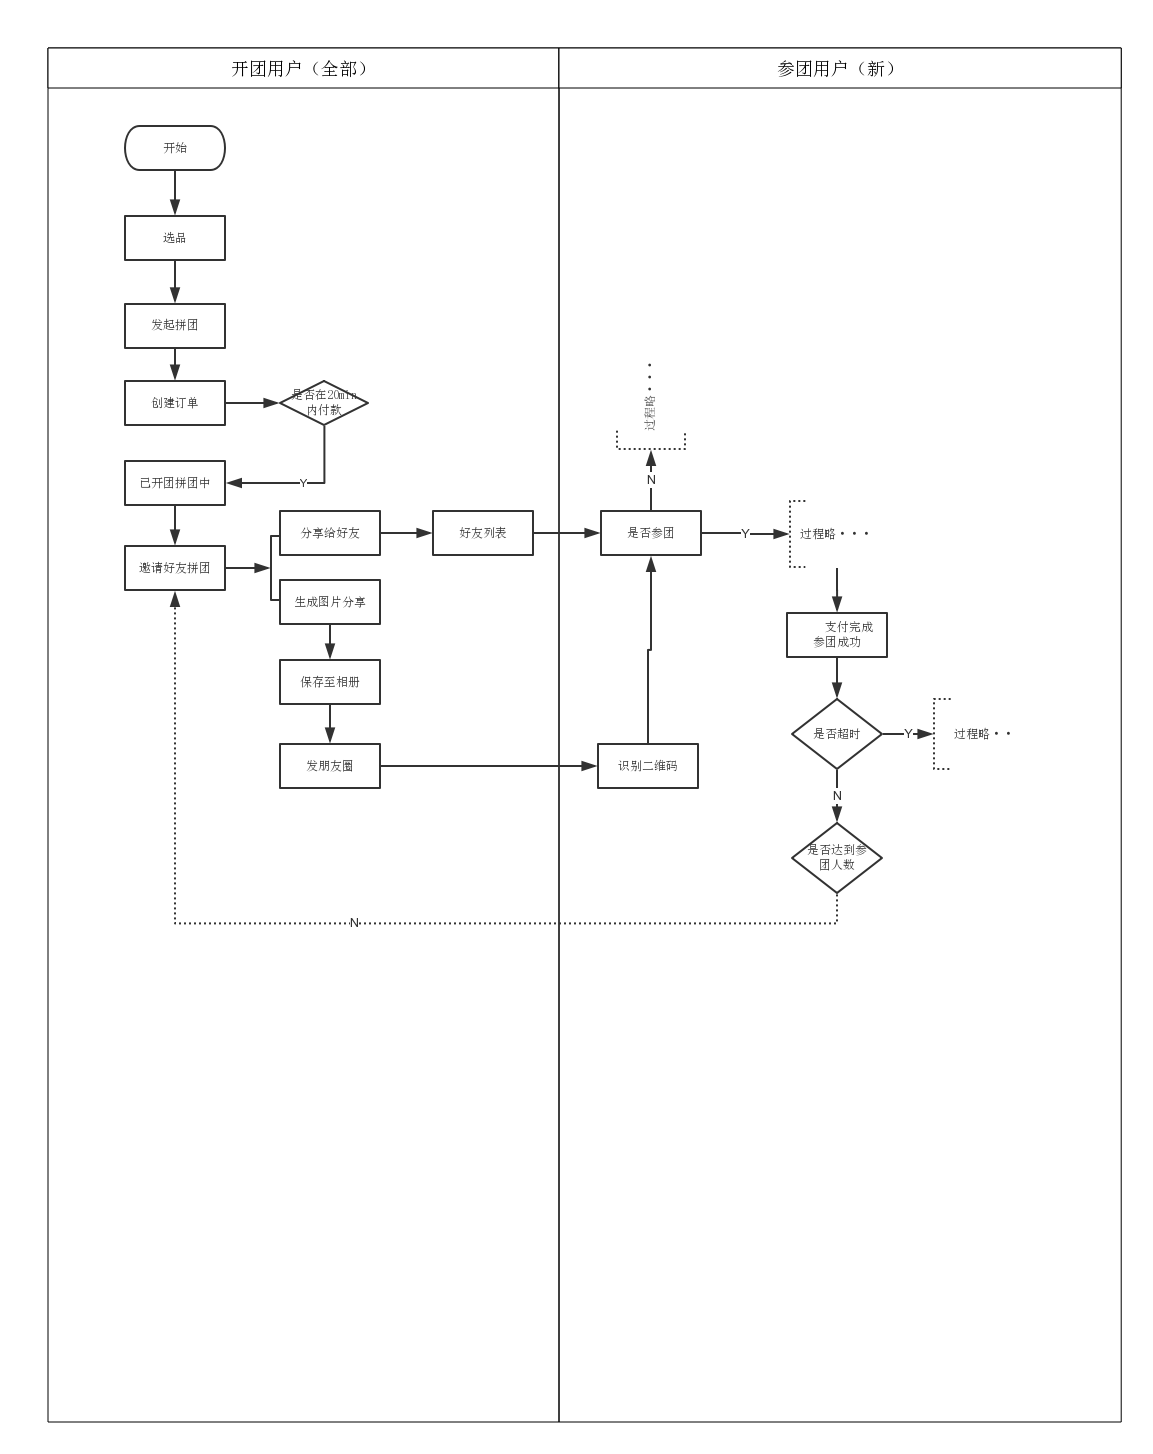 开团用户（全部）
参团用户（新）
开始
选品
发起拼团
创建订单
是否在20min
内付款
Y
已开团拼团中
邀请好友拼团
分享给好友
好友列表
生成图片分享
保存至相册
发朋友圈
识别二维码
是否参团
N
过程略···
Y
过程略···
支付完成
参团成功
是否超时
Y
过程略··
N
是否达到参
团人数
N